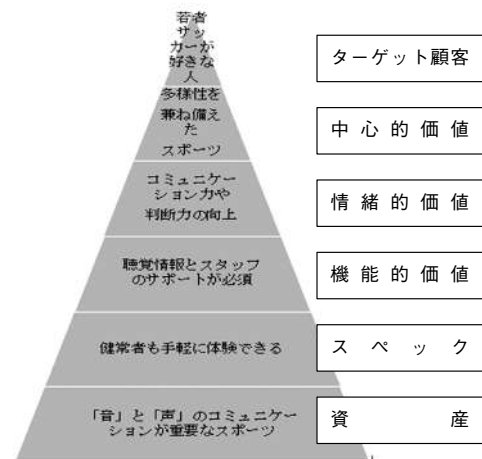 若者
サッ
カーが
好きな
人
ターゲット顧客
多様性を
兼ね備え
た
スポーツ
中心的価値
コミュニケー
ション力や
判断力の向上
情緒的価値
聴覚情報とスタッフ
のサポートが必須
機能的価値
健常者も手軽に体験できる
スペック
「音」と「声」のコミュニケー
ションが重要なスポーツ
資産